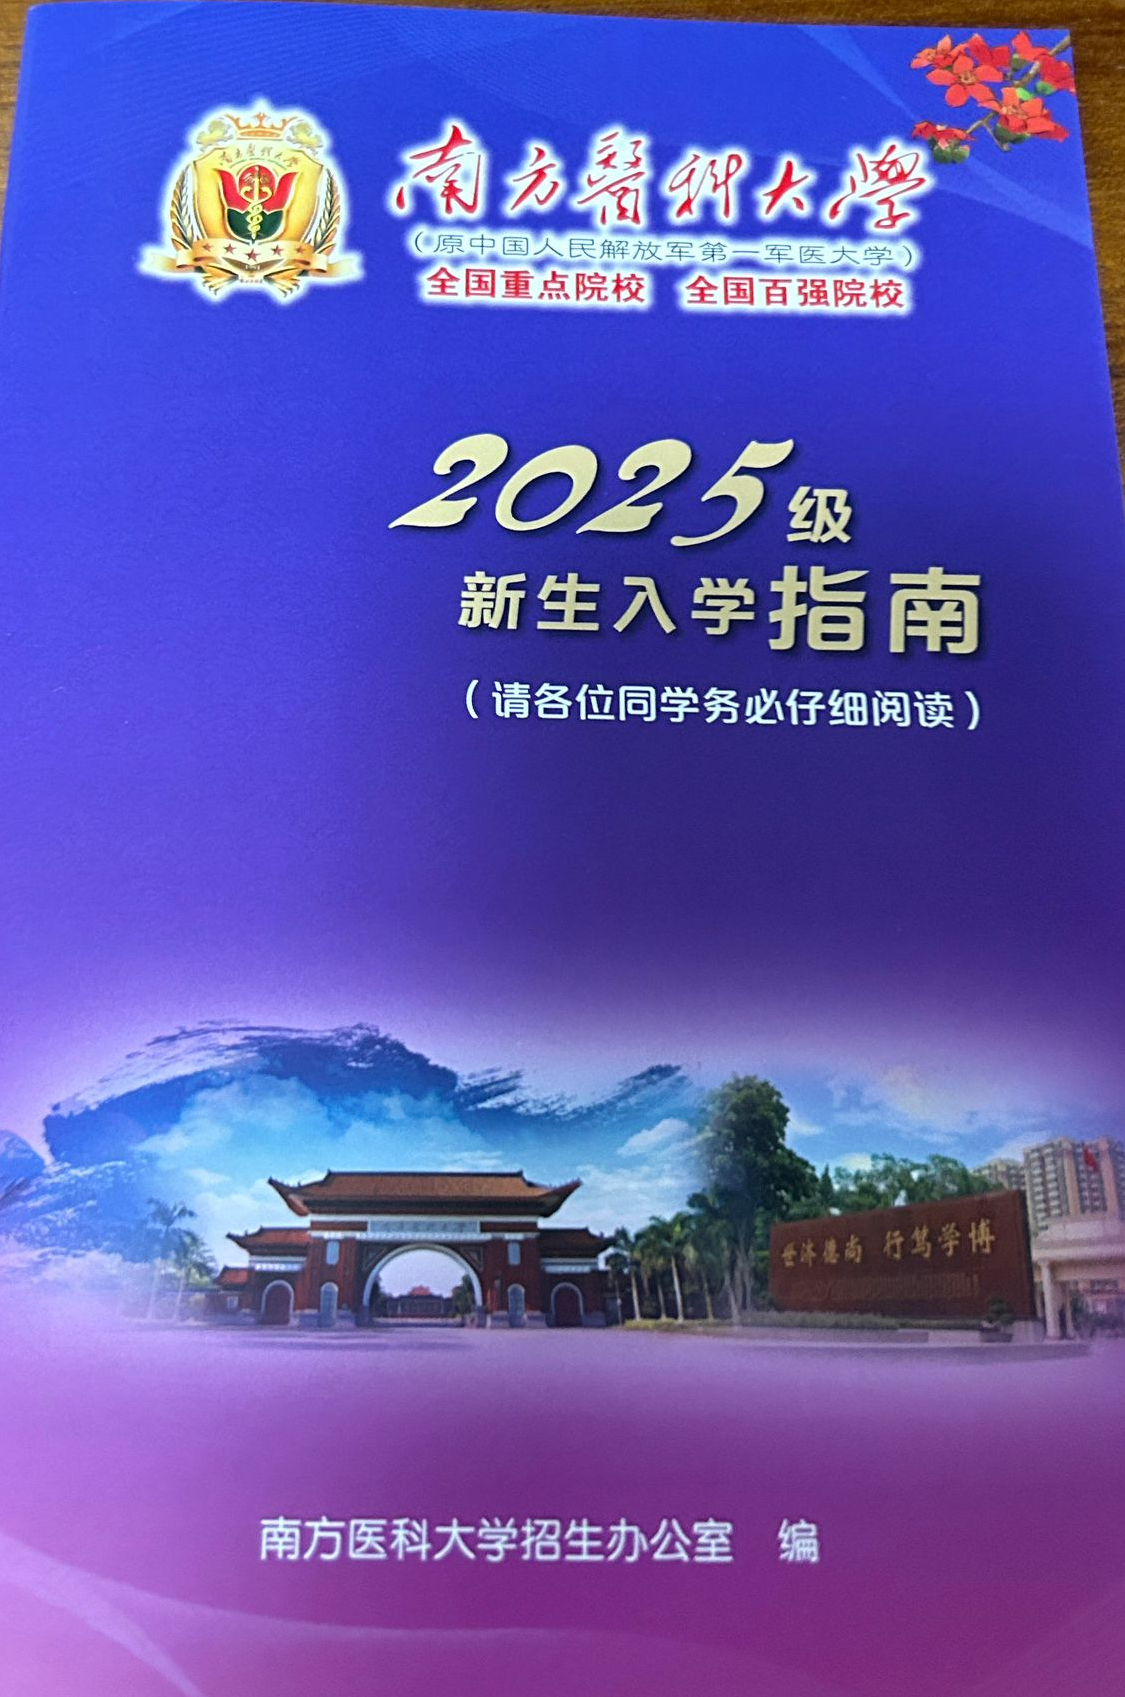 南方醫科大學
（原中国人民解放军第一军医大学）
全国重点院校 全国百强院校
2025级
新生入学指南
（请各位同学务必仔细阅读）
世济德尚 行笃学博
南方医科大学招生办公室 编